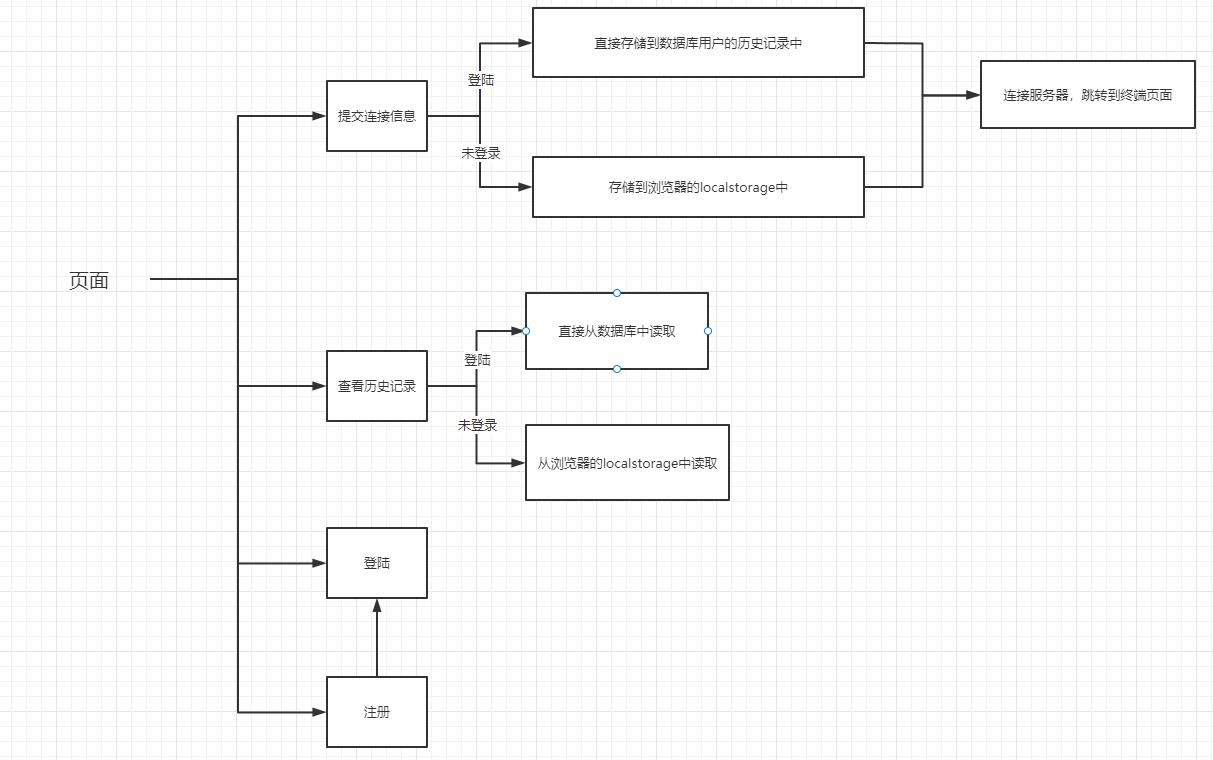 直接存储到数据库用户的历史记录中
登陆
连接服务器，跳转到终端页面
提交连接信息
未登录
存储到浏览器的localstorage中
页面
直接从数据库中读取
登陆
查看历史记录
未登录
从浏览器的localstorage中读取
登陆
注册